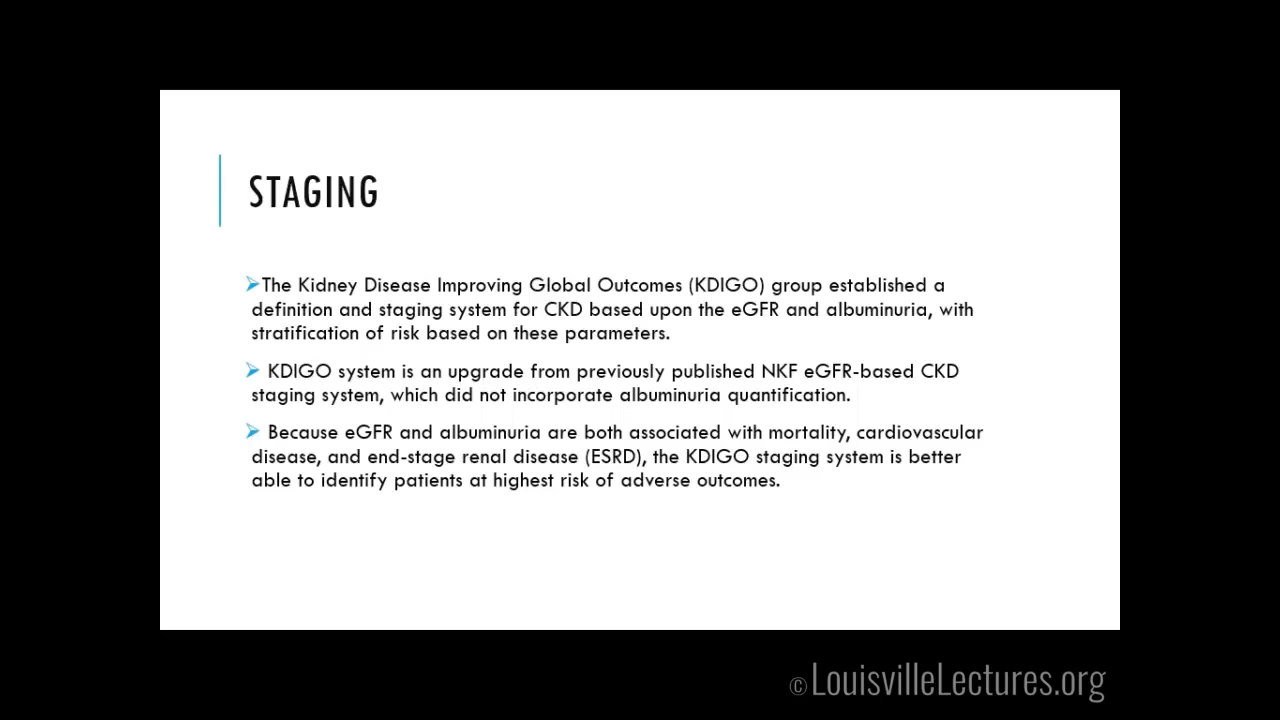 STAGING
➢The Kidney Disease Improving Global Outcomes (KDIGO) group established a
definition and staging system for CKD based upon the eGFR and albuminuria, with
stratification of risk based on these parameters.
➢ KDIGO system is an upgrade from previously published NKF eGFR-based CKD
staging system, which did not incorporate albuminuria quantification.
➢ Because eGFR and albuminuria are both associated with mortality, cardiovascular
disease, and end-stage renal disease (ESRD), the KDIGO staging system is better
able to identify patients at highest risk of adverse outcomes.
© LouisvilleLectures.org